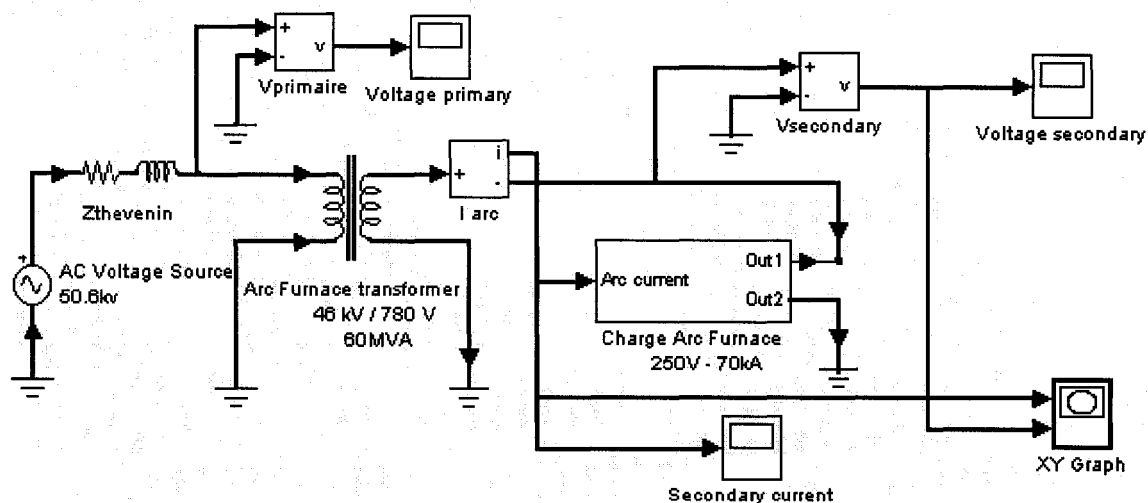 +
v
-
Vprimaire
Voltage primary
+
v
-
Vsecondary
Voltage secondary
Zthevenin
+
AC Voltage Source
50.6kv
Arc Furnace transformer
46 kV / 780 V
60MVA
+
i
-
I arc
Arc current
Out1
Out2
Charge Arc Furnace
250V - 70kA
Secondary current
XY Graph